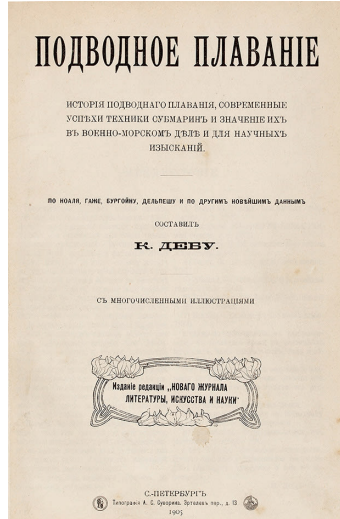 ПОДВОДНОЕ ПЛАВАНІЕ
ИСТОРІЯ ПОДВОДНАГО ПЛАВАНІЯ, СОВРЕМЕННЫЕ
УСПѢХИ ТЕХНИКИ СУБМАРИНЪ И ЗНАЧЕНІЕ ИХЪ
ВЪ ВОЕННО-МОРСКОМЪ ДѢЛѢ И ДЛЯ НАУЧНЫХЪ
ИЗЫСКАНІЙ.
ПО НОАЛЯ, ГАЖЕ, БУРГОЙНУ, ДЕЛЬПЕШУ И ПО ДРУГИМЪ НОВѢЙШИМЪ ДАННЫМЪ
СОСТАВИЛЪ
К. ДЕВУ.
СЪ МНОГОЧИСЛЕННЫМИ ИЛЛЮСТРАЦІЯМИ
Изданіе редакціи „НОВАГО ЖУРНАЛА
ЛИТЕРАТУРЫ, ИСКУССТВА И НАУКИ"
С.-ПЕТЕРБУРГЪ
Типографія А. С. Суворина. Эртелевъ пер., д. 13
1905